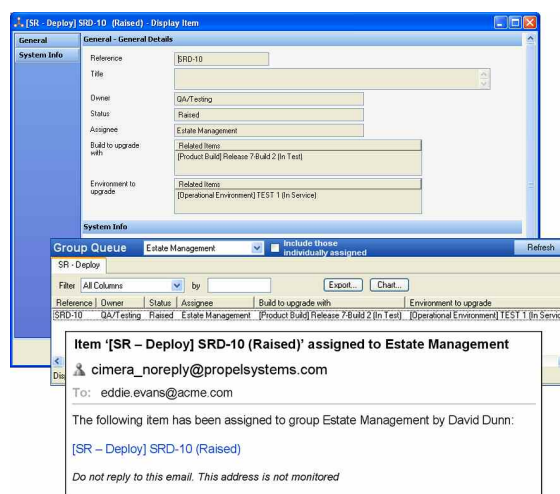 [SR - Deploy] SRD-10 (Raised) - Display Item
General
System Info
General - General Details
Reference
SRD-10
Title
Owner
QA/Testing
Status
Raised
Assignee
Estate Management
Build to upgrade with
Related Items
[Product Build] Release 7-Build 2 (In Test)
Environment to upgrade
Related Items
[Operational Environment] TEST 1 (In Service)
System Info
Group Queue
Estate Management
Include those individually assigned
Refresh
SR - Deploy
Filter All Columns by Export... Chart...
Reference Owner Status Assignee Build to upgrade with Environment to upgrade
SRD-10 QA/Testing Raised Estate Management [Product Build] Release 7-Build 2 (In Test) [Operational Environment] TEST 1 (In Servic
Item ‘[SR – Deploy] SRD-10 (Raised)’ assigned to Estate Management
cimera_noreply@propelsystems.com
To: eddie.evans@acme.com
The following item has been assigned to group Estate Management by David Dunn:
[SR – Deploy] SRD-10 (Raised)
Do not reply to this email. This address is not monitored